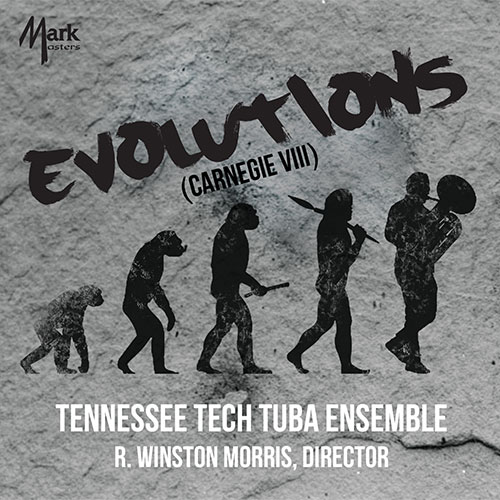 Mark
Masters
EVOLUTIONS
(CARNEGIE VIII)
TENNESSEE TECH TUBA ENSEMBLE
R. WINSTON MORRIS, DIRECTOR